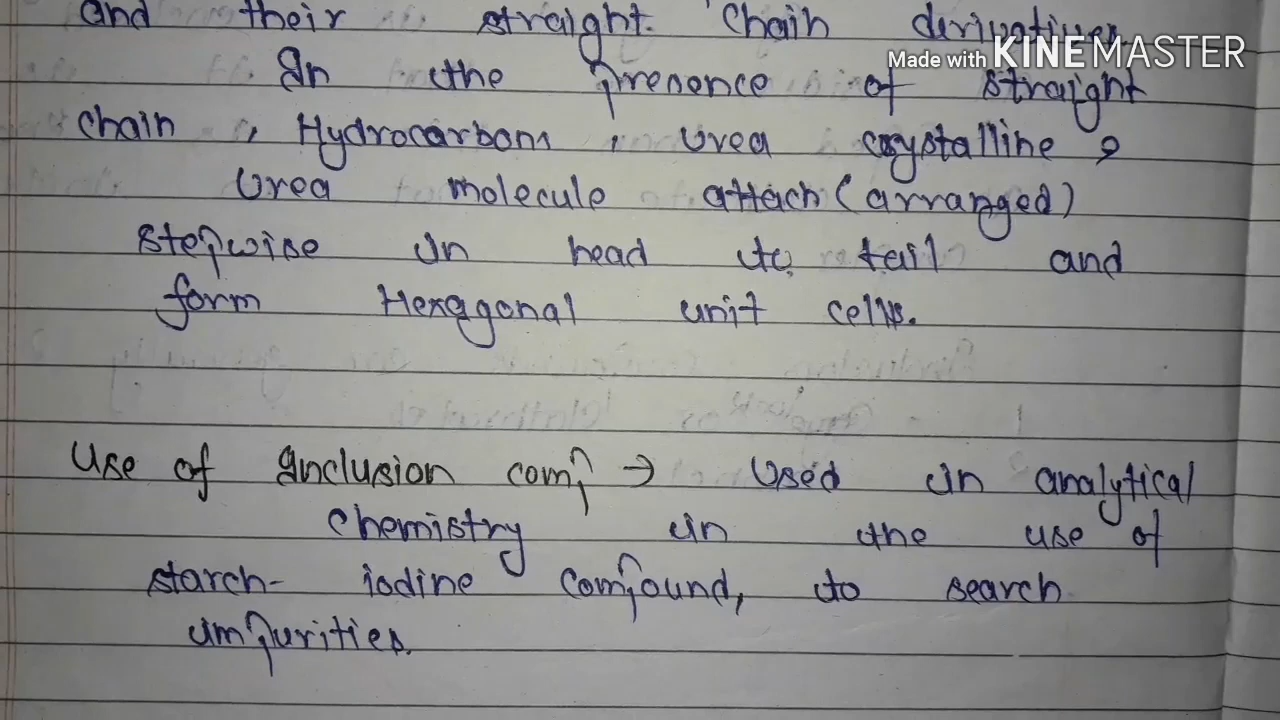 and their straight chain derivatives
Made with KINEMASTER
In the presence of straight
chain, Hydrocarbons, Urea crystalline &
Urea molecule attach (arranged)
stepwise in head to tail and
form Hexagonal unit cells.
Use of Inclusion comp → Used in analytical
chemistry in the use of
starch- iodine compound, to search
impurities.